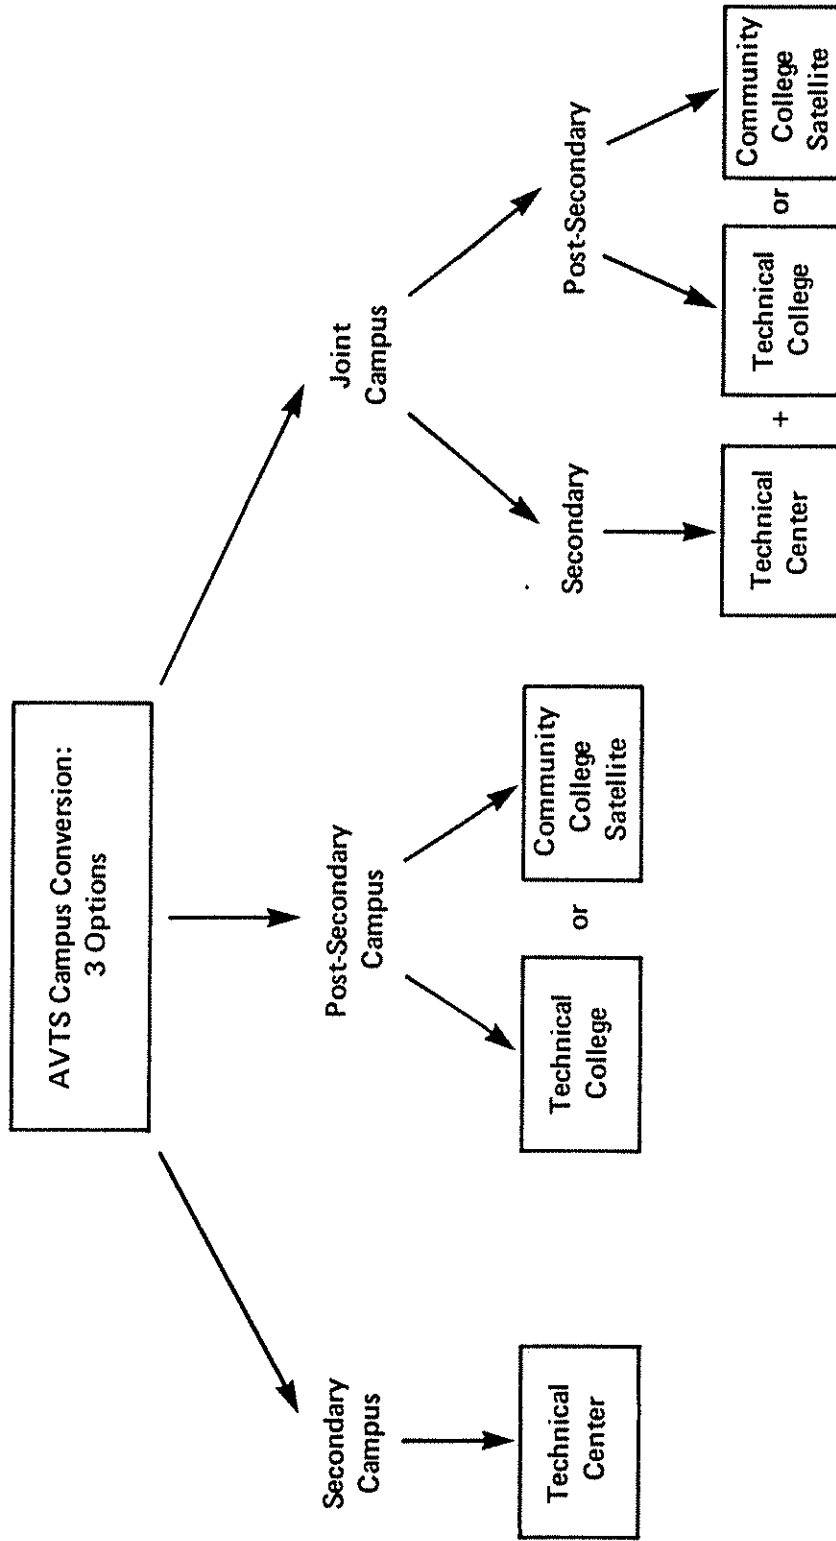 AVTS Campus Conversion:
3 Options
Secondary
Campus
Post-Secondary
Campus
Joint
Campus
Technical
Center
Technical
College
or
Community
College
Satellite
Secondary
Post-Secondary
Technical
Center
+
Technical
College
or
Community
College
Satellite